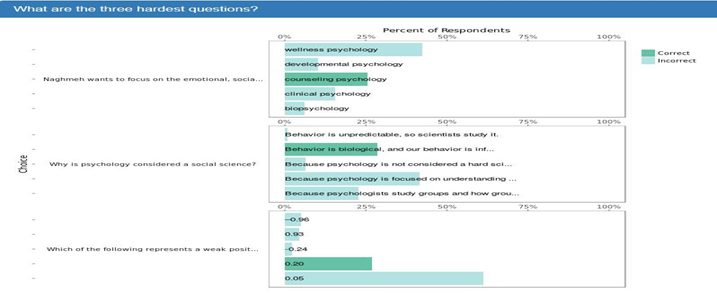 What are the three hardest questions?
Percent of Respondents
0% 25% 50% 75% 100%
Correct
Incorrect
Choice
Naghmeh wants to focus on the emotional, socia...
wellness psychology
developmental psychology
counseling psychology
clinical psychology
biopsychology
0% 25% 50% 75% 100%
Why is psychology considered a social science?
Behavior is unpredictable, so scientists study it.
Behavior is biological, and our behavior is inf...
Because psychology is not considered a hard sci...
Because psychology is focused on understanding ...
Because psychologists study groups and how grou...
0% 25% 50% 75% 100%
Which of the following represents a weak posit...
−0.96
0.93
-0.24
0.20
0.05